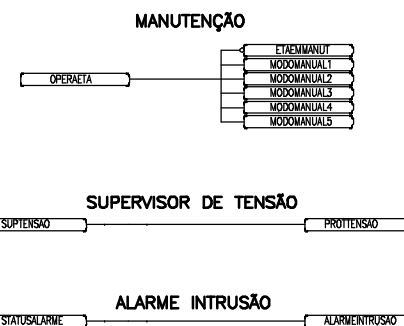 MANUTENÇÃO
ETAEMMANUT
MODOMANUAL1
OPERAETA MODOMANUAL2
MODOMANUAL3
MODOMANUAL4
MODOMANUAL5
SUPERVISOR DE TENSÃO
SUPTENSAO PROTTENSAO
ALARME INTRUSÃO
STATUSALARME ALARMEINTRUSAO